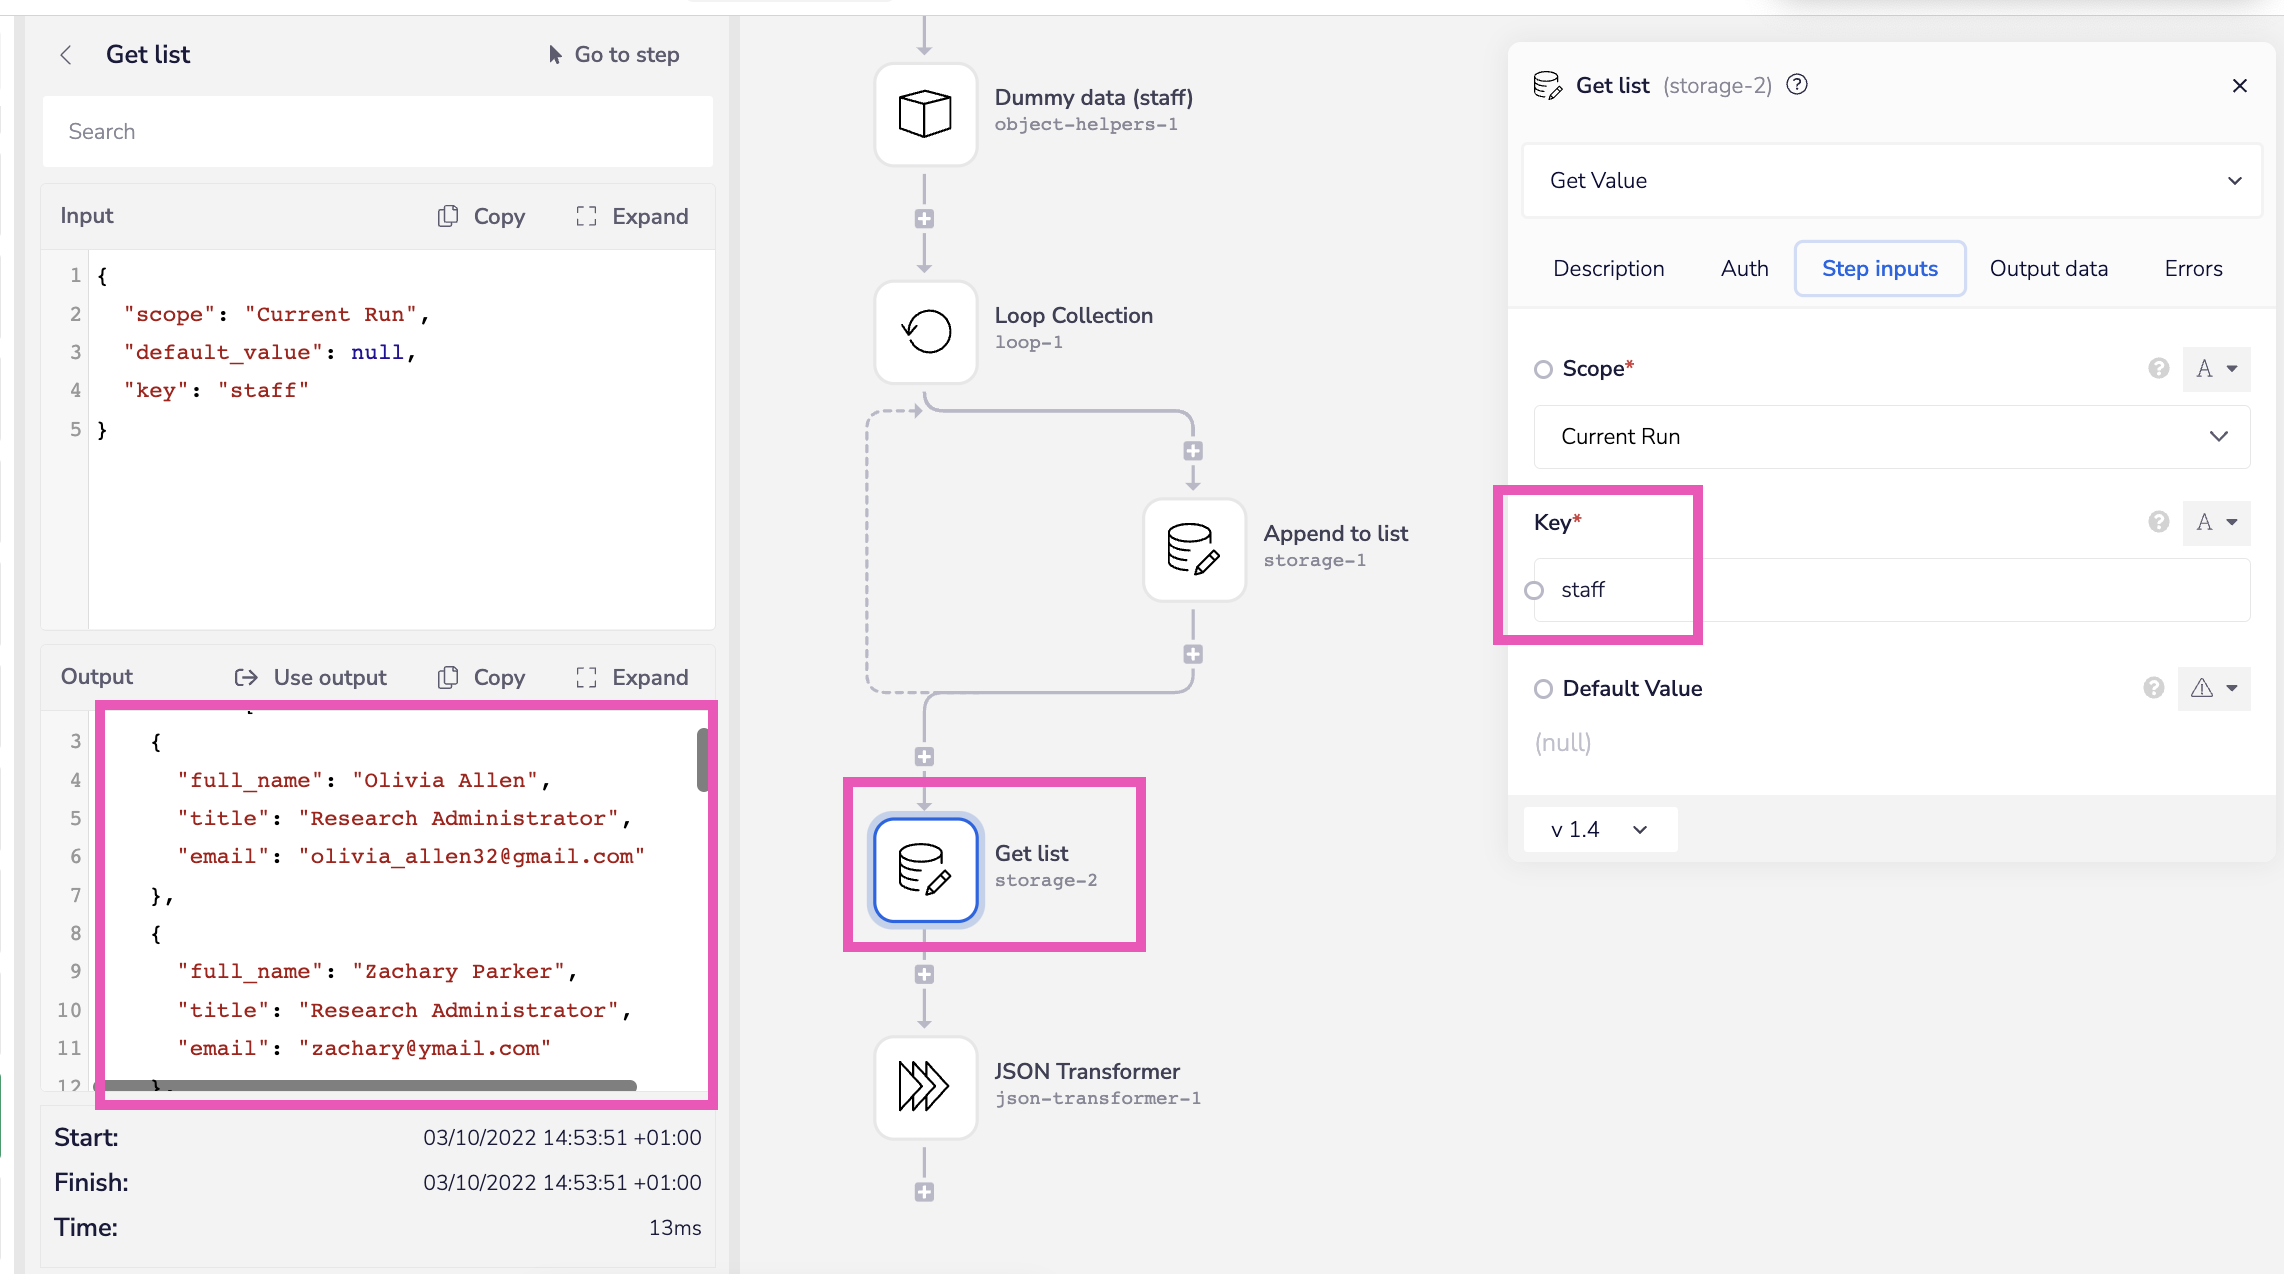 Get list
Go to step
Search
Input
Copy
Expand
1 {
2 "scope": "Current Run",
3 "default_value": null,
4 "key": "staff"
5 }
Output
Use output
Copy
Expand
3 {
4 "full_name": "Olivia Allen",
5 "title": "Research Administrator",
6 "email": "olivia_allen32@gmail.com"
7 },
8 {
9 "full_name": "Zachary Parker",
10 "title": "Research Administrator",
11 "email": "zachary@ymail.com"
12 },
Start: 03/10/2022 14:53:51 +01:00
Finish: 03/10/2022 14:53:51 +01:00
Time: 13ms
Dummy data (staff)
object-helpers-1
Loop Collection
loop-1
Append to list
storage-1
Get list
storage-2
JSON Transformer
json-transformer-1
Get list (storage-2) ?
Get Value
Description
Auth
Step inputs
Output data
Errors
Scope*
? A
Current Run
Key*
? A
staff
Default Value
?
(null)
v 1.4